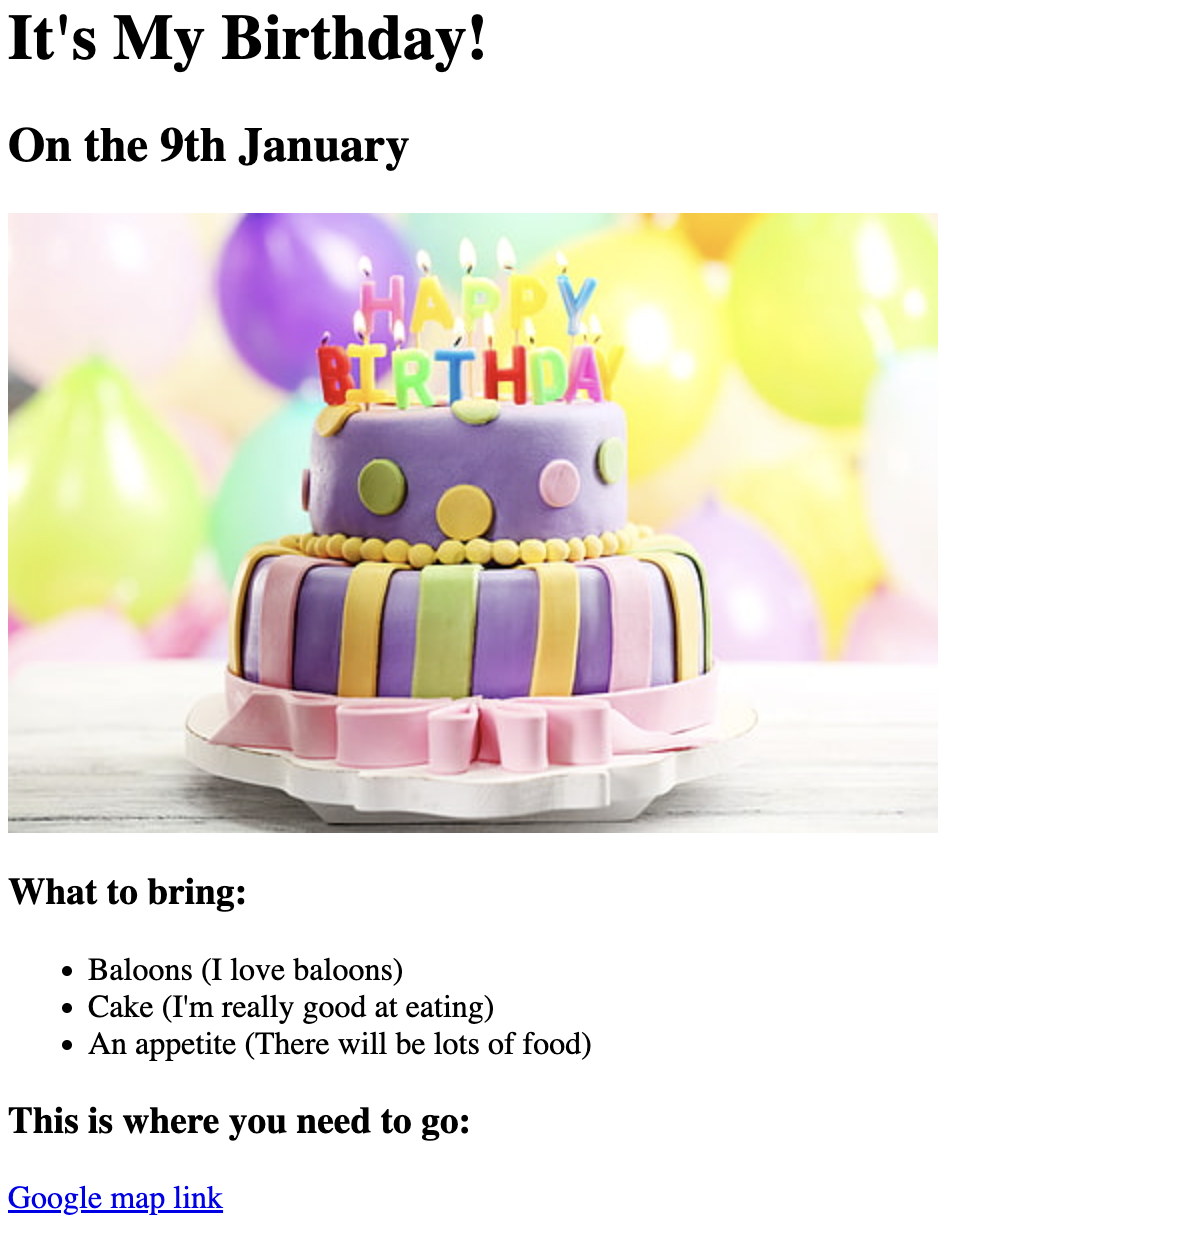 It's My Birthday!
On the 9th January
HAPPY
BIRTHDAY
What to bring:
Baloons (I love baloons)
Cake (I'm really good at eating)
An appetite (There will be lots of food)
This is where you need to go:
Google map link